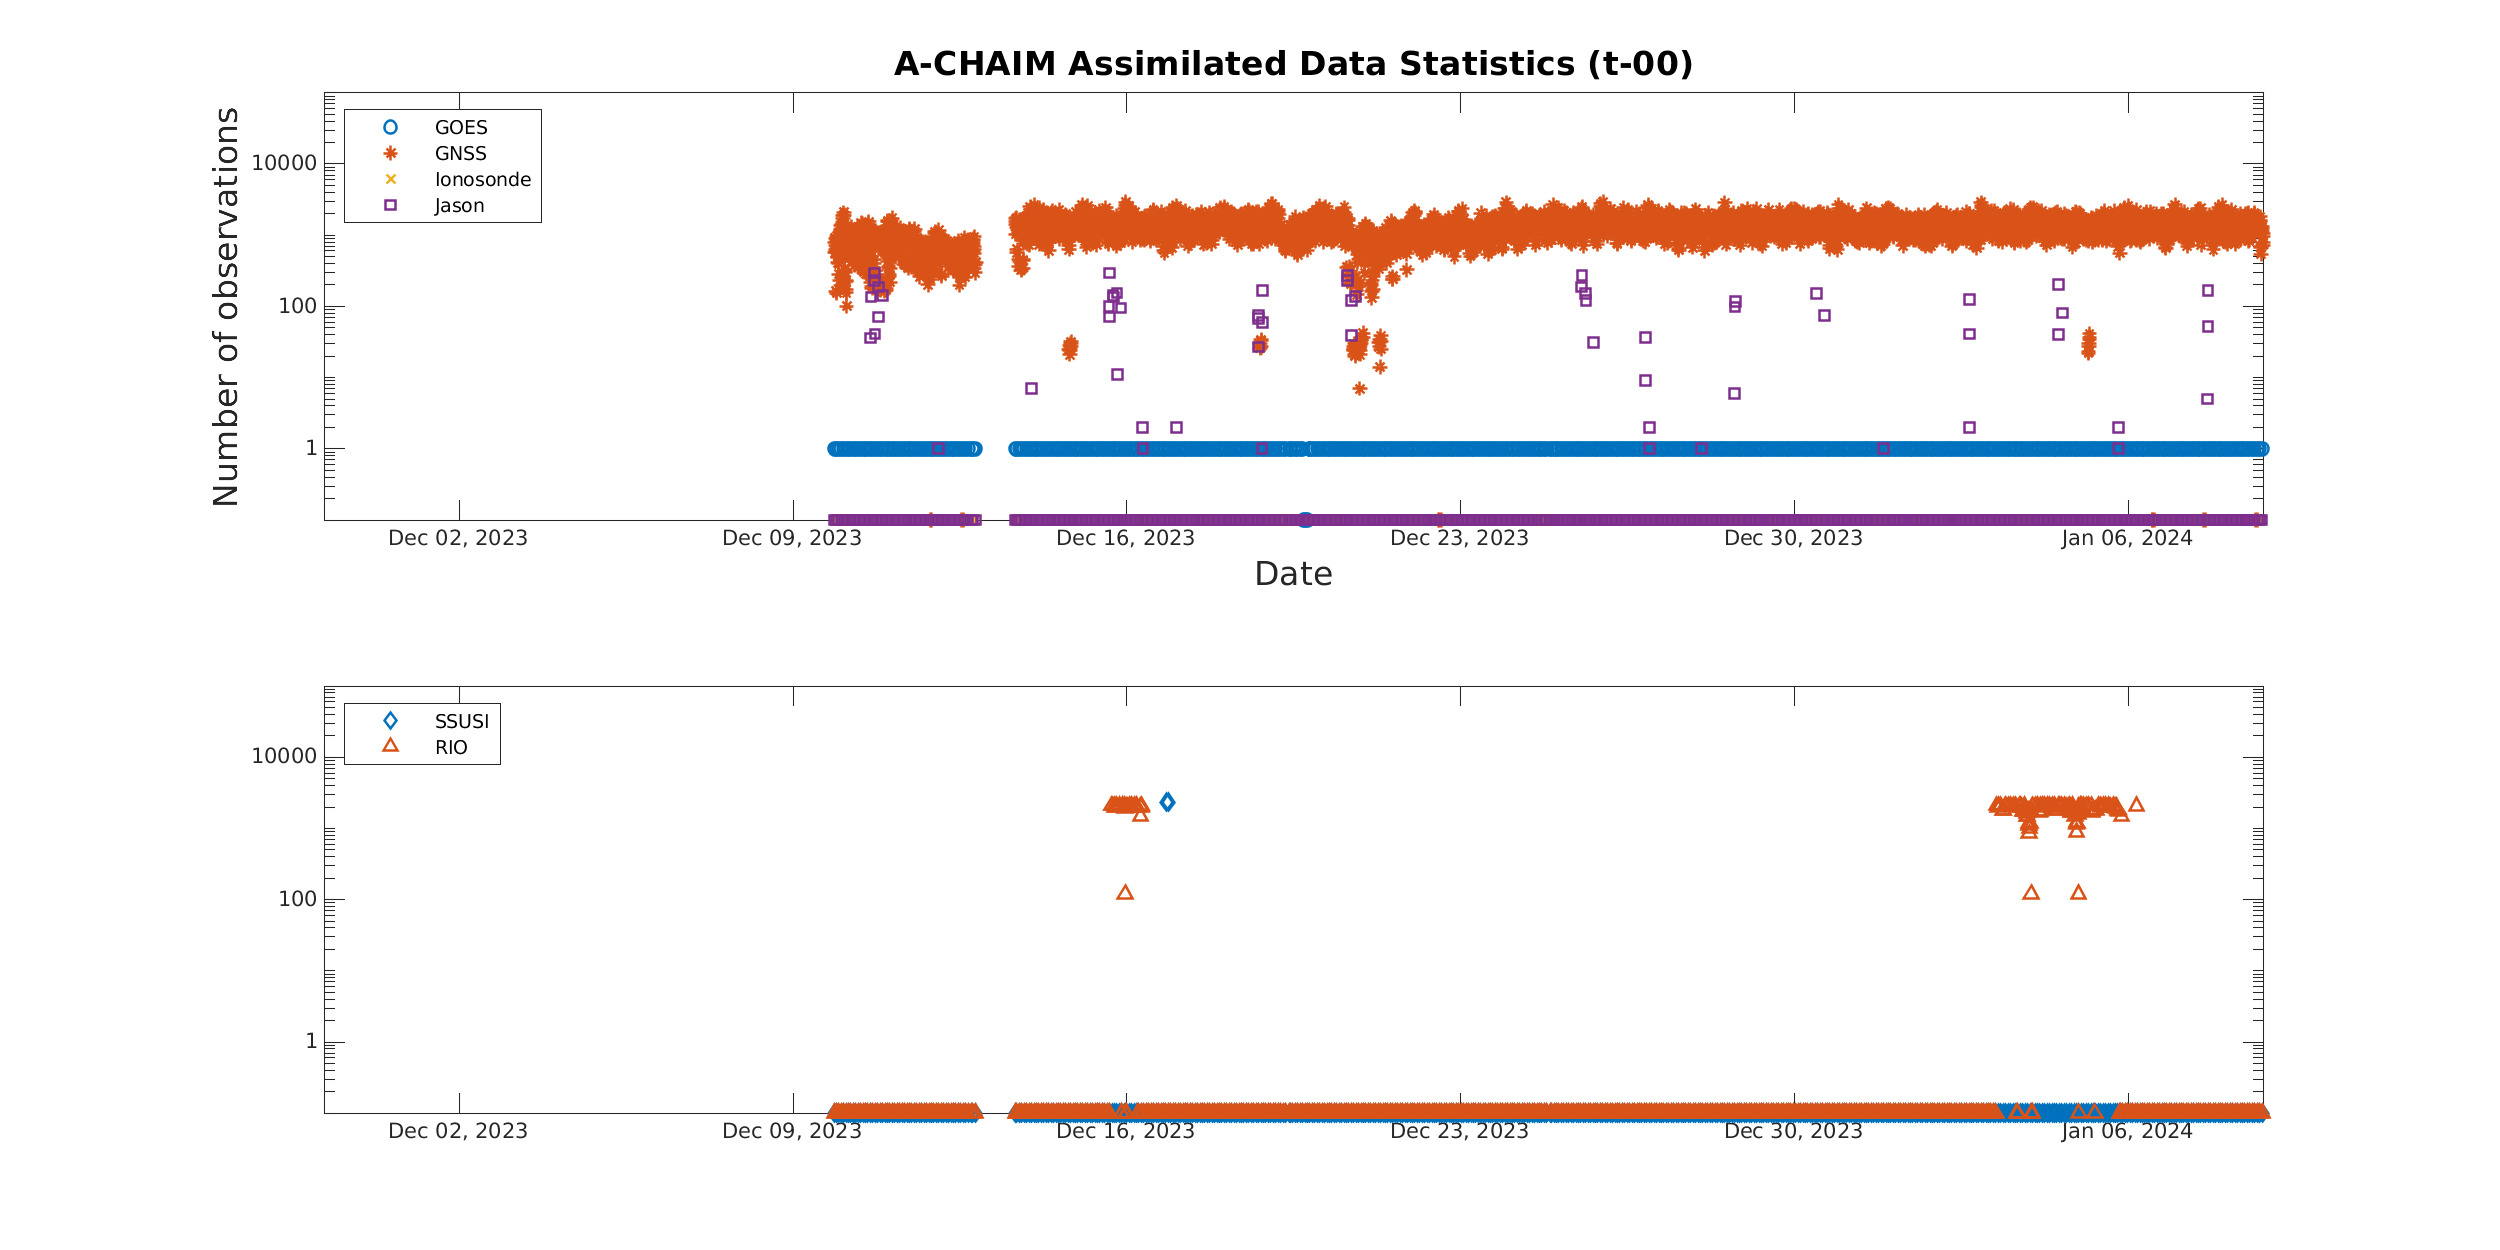 A-CHAIM Assimilated Data Statistics (t-00)
Number of observations
GOES
GNSS
Ionosonde
Jason
10000
100
1
Dec 02, 2023
Dec 09, 2023
Dec 16, 2023
Dec 23, 2023
Dec 30, 2023
Jan 06, 2024
Date
SSUSI
RIO
10000
100
1
Dec 02, 2023
Dec 09, 2023
Dec 16, 2023
Dec 23, 2023
Dec 30, 2023
Jan 06, 2024